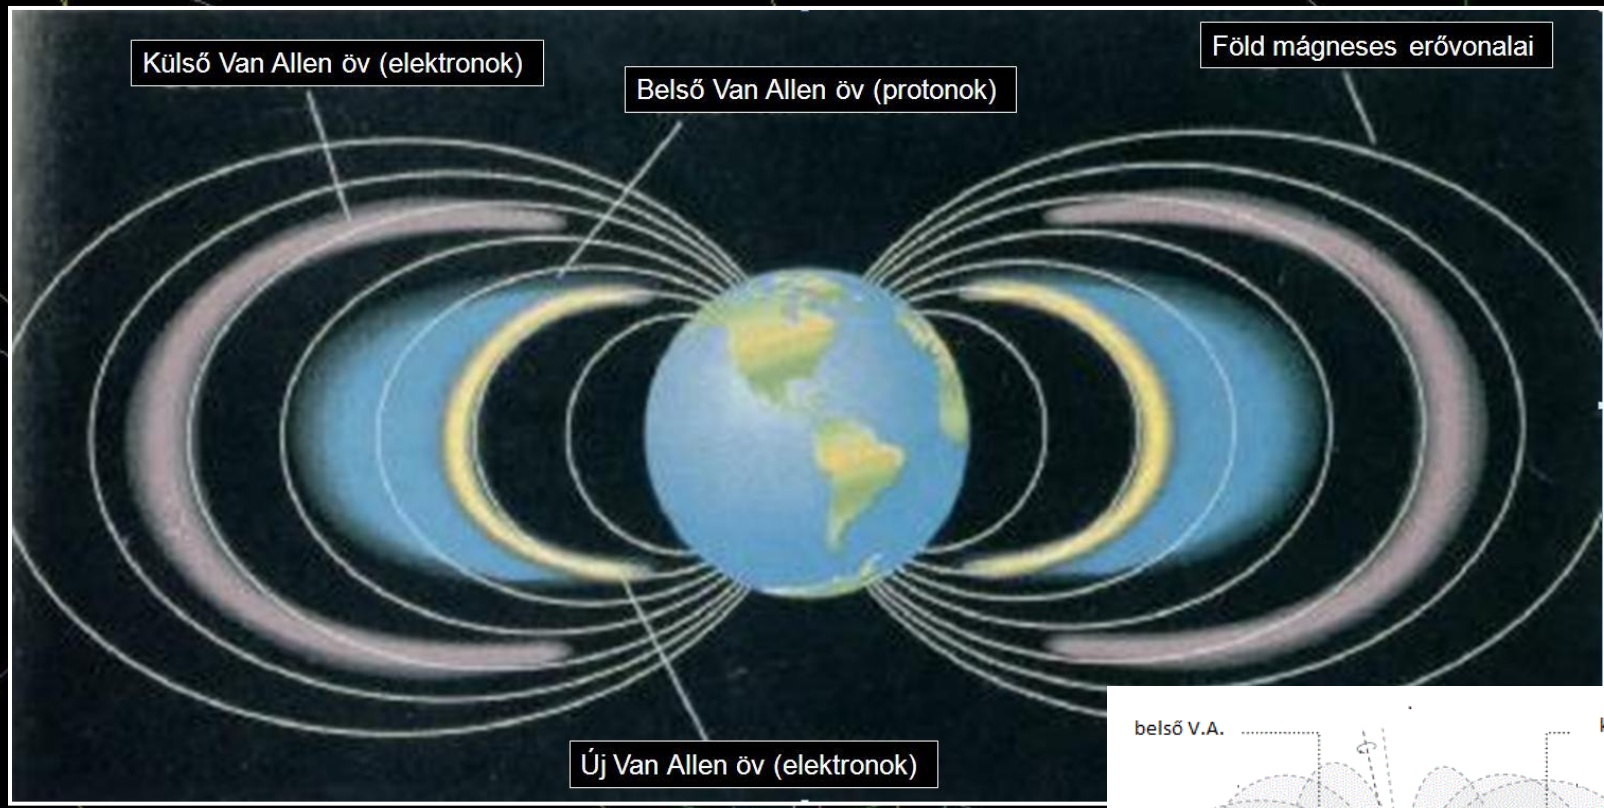 Külső Van Allen öv (elektronok)
Föld mágneses erővonalai
Belső Van Allen öv (protonok)
Új Van Allen öv (elektronok)
belső V.A.